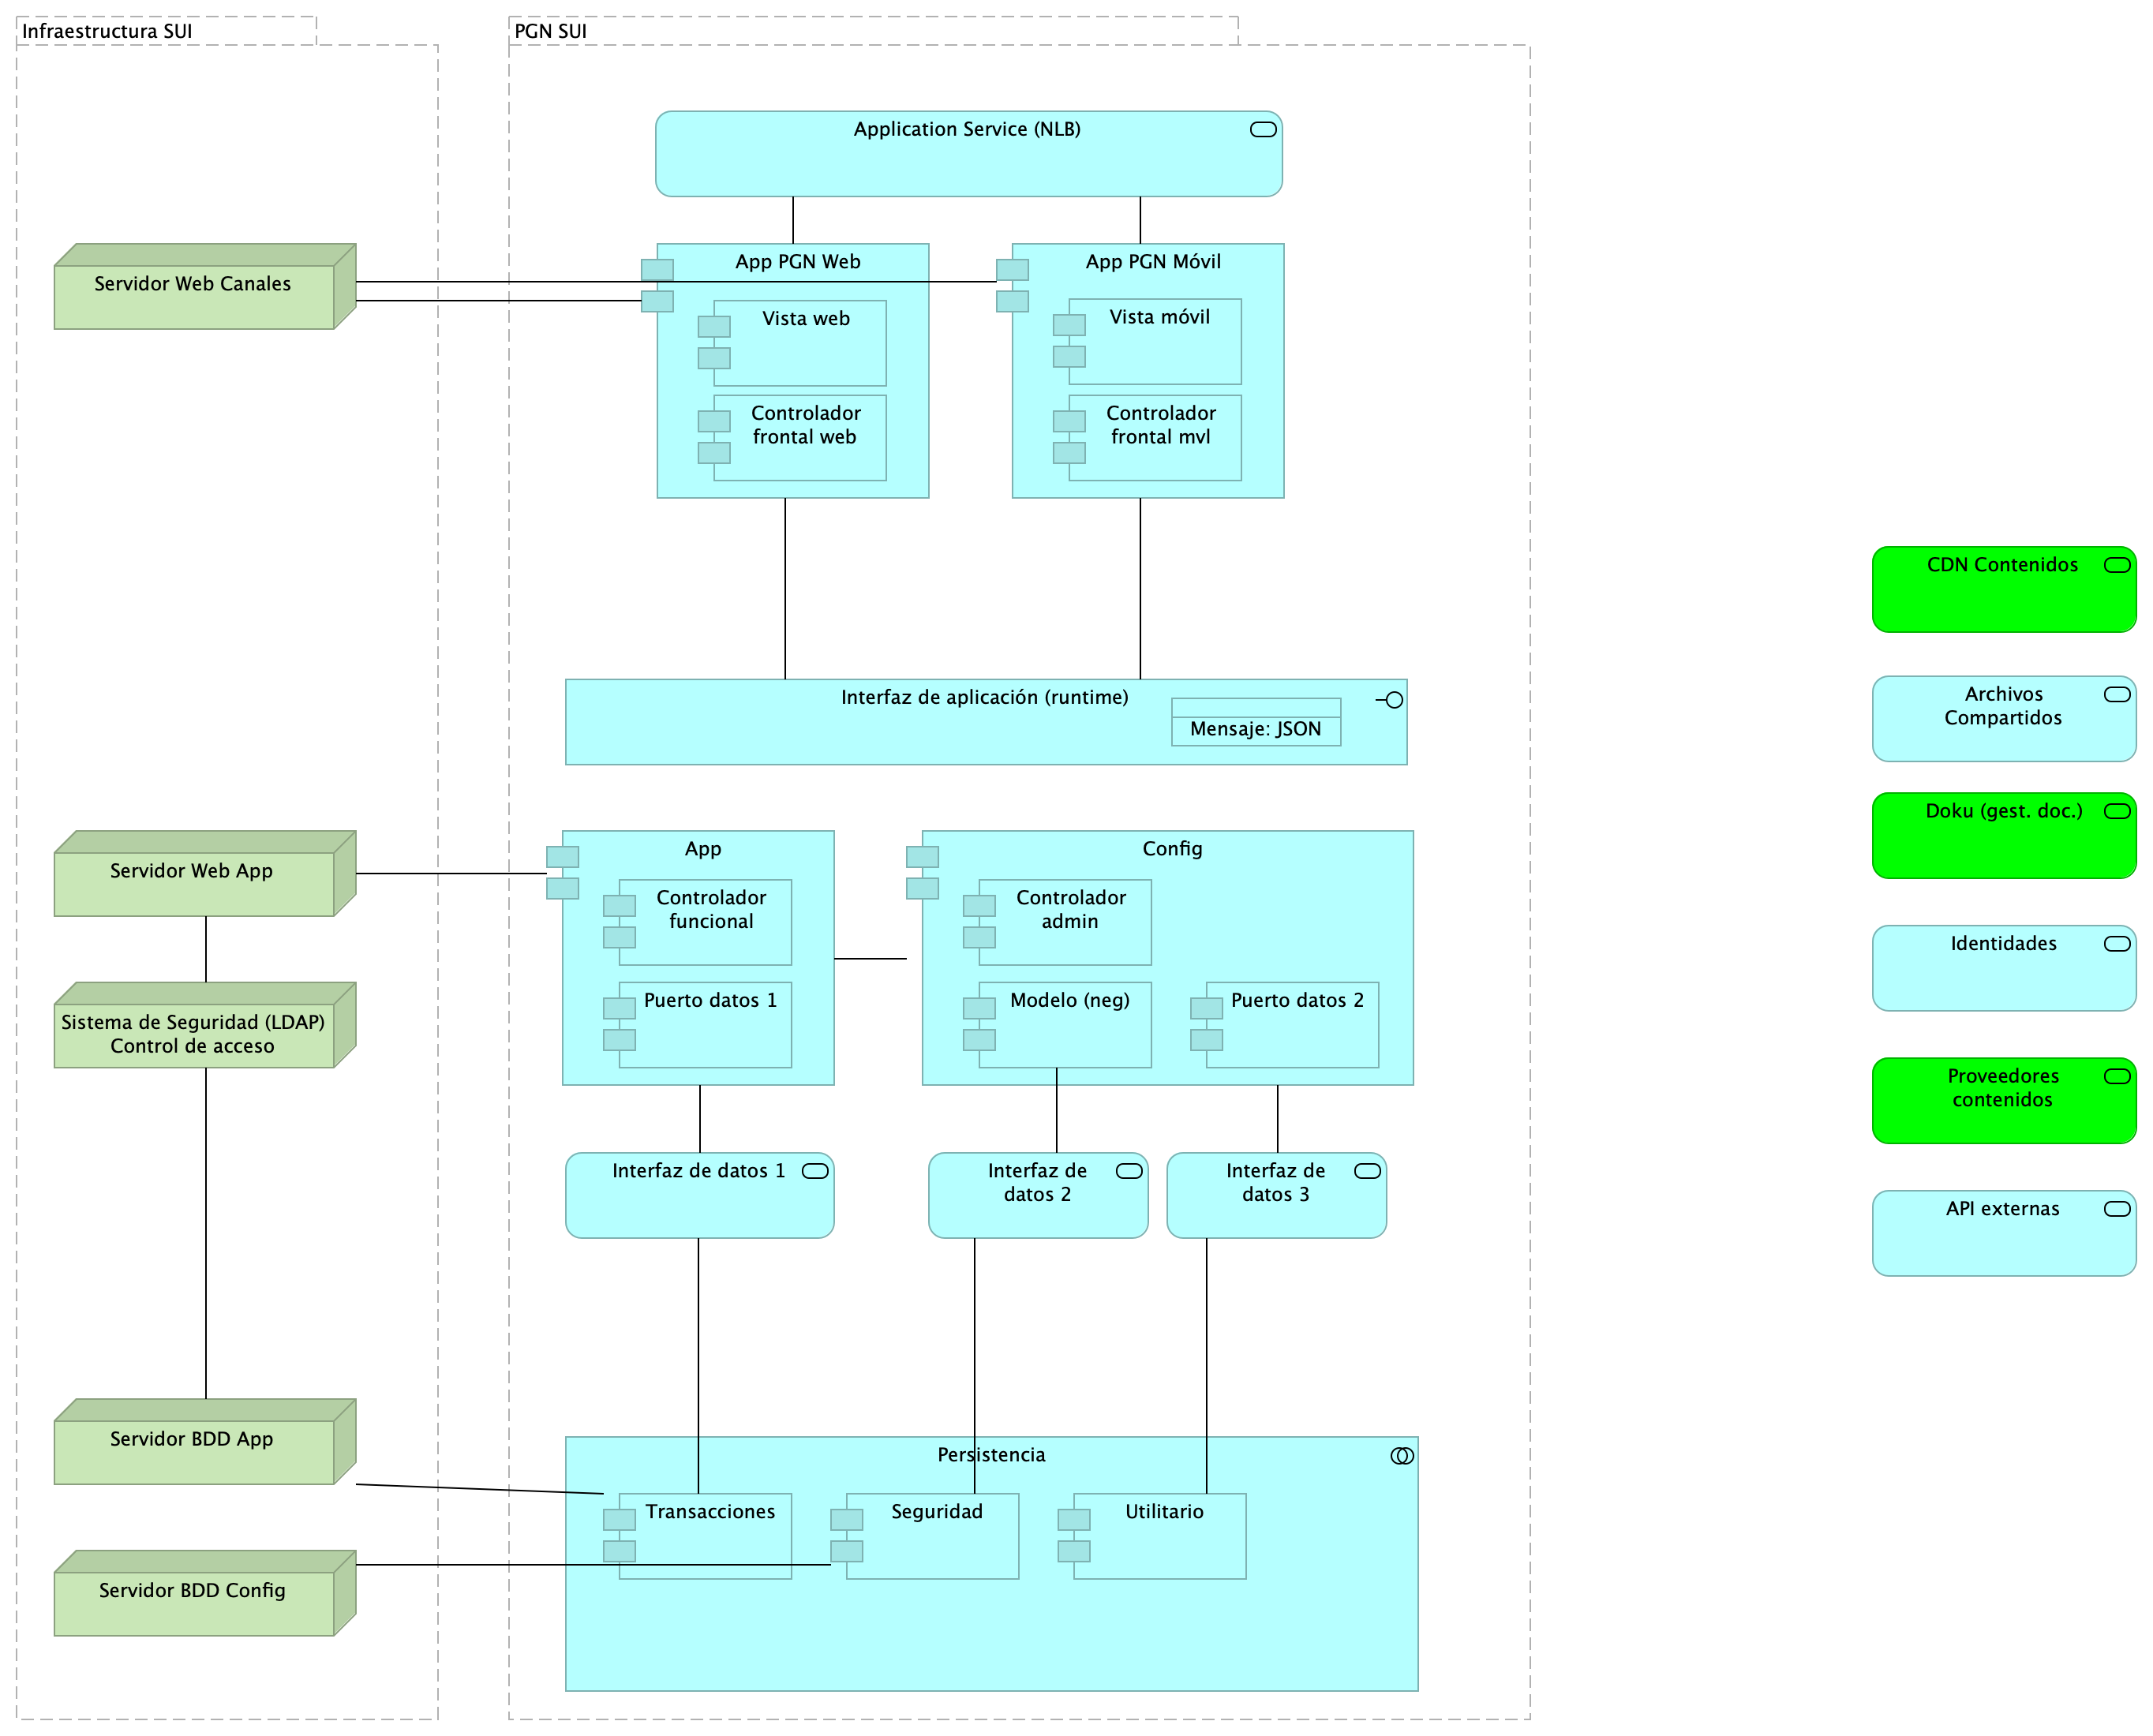 Infraestructura SUI
PGN SUI
Application Service (NLB)
Servidor Web Canales
App PGN Web
App PGN Móvil
Vista web
Vista móvil
Controlador
frontal web
Controlador
frontal mvl
CDN Contenidos
Interfaz de aplicación (runtime)
Mensaje: JSON
Archivos
Compartidos
Servidor Web App
App
Config
Doku (gest. doc.)
Controlador
funcional
Controlador
admin
Identidades
Sistema de Seguridad (LDAP)
Control de acceso
Puerto datos 1
Modelo (neg)
Puerto datos 2
Proveedores
contenidos
Interfaz de datos 1
Interfaz de
datos 2
Interfaz de
datos 3
API externas
Servidor BDD App
Persistencia
Transacciones
Seguridad
Utilitario
Servidor BDD Config